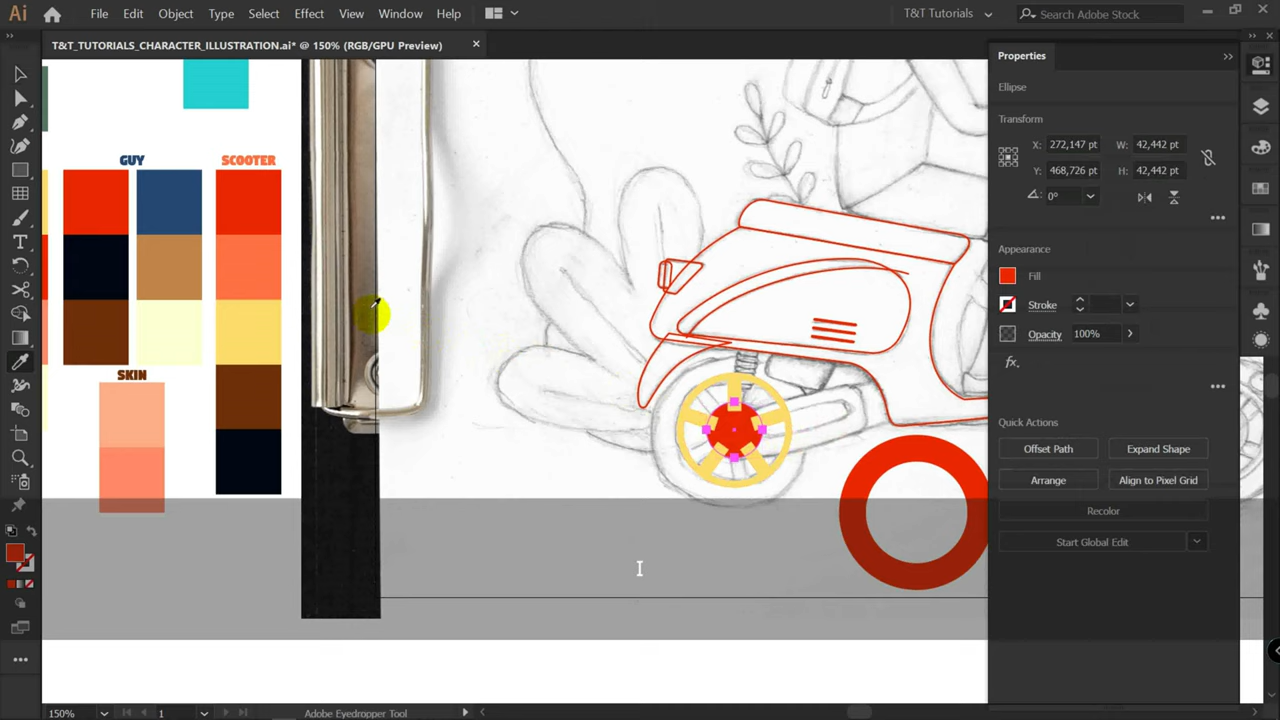 Ai File Edit Object Type Select Effect View Window Help T&T Tutorials Search Adobe Stock
T&T_TUTORIALS_CHARACTER_ILLUSTRATION.ai* @ 150% (RGB/GPU Preview)
Properties
Ellipse
Transform
X: 272,147 pt W: 42,442 pt
Y: 468,726 pt H: 42,442 pt
0°
Appearance
Fill
Stroke
Opacity 100%
fx.
Quick Actions
Offset Path Expand Shape
Arrange Align to Pixel Grid
Recolor
Start Global Edit
GUY SCOOTER
SKIN
150% 1 Adobe Eyedropper Tool